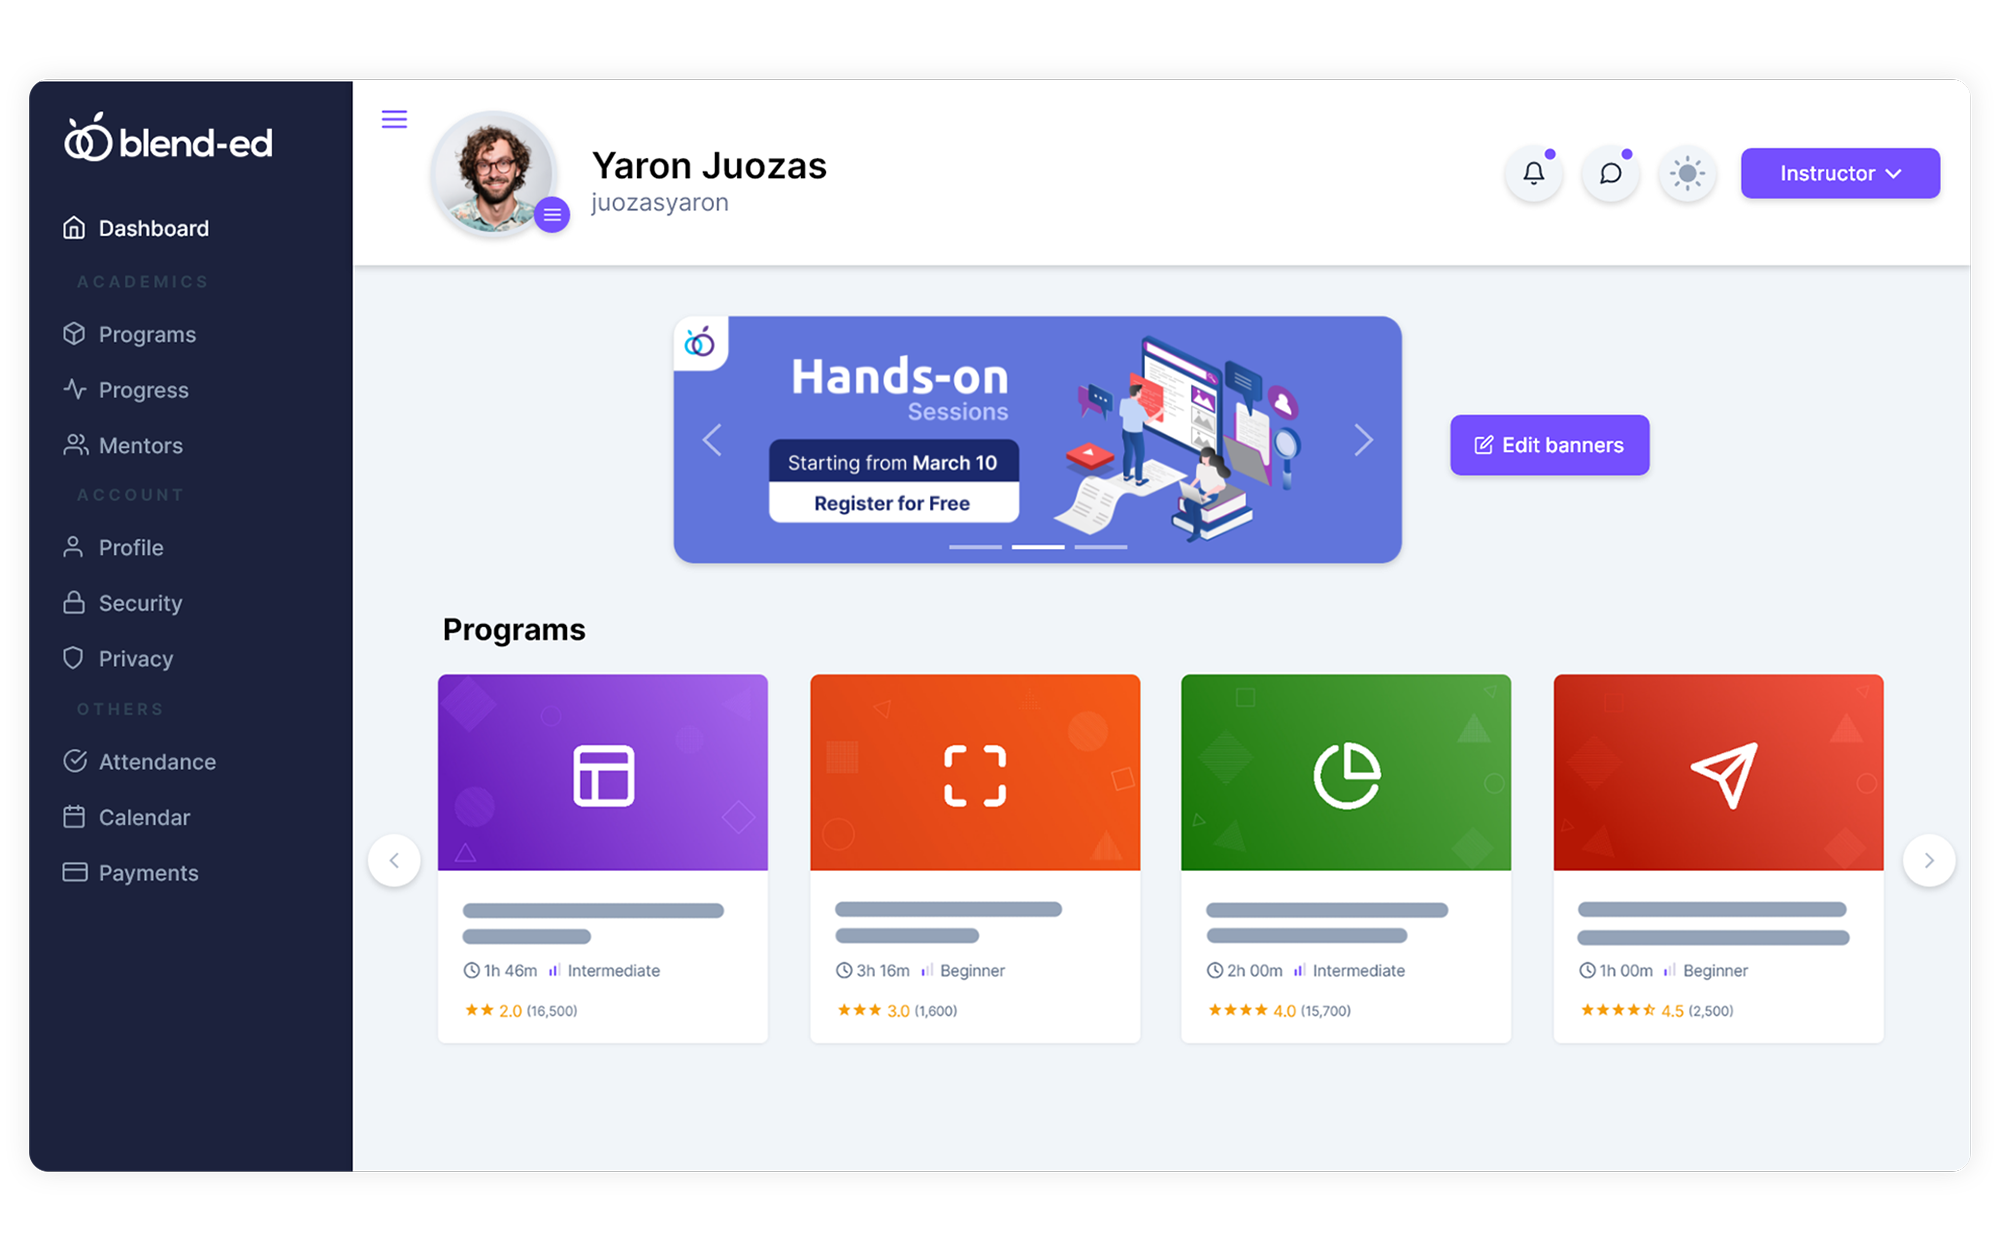 blend-ed
Dashboard
ACADEMICS
Programs
Progress
Mentors
ACCOUNT
Profile
Security
Privacy
OTHERS
Attendance
Calendar
Payments
Yaron Juozas
juozasyaron
Instructor
Hands-on
Sessions
Starting from March 10
Register for Free
Edit banners
Programs
1h 46m Intermediate
2.0 (16,500)
3h 16m Beginner
3.0 (1,600)
2h 00m Intermediate
4.0 (15,700)
1h 00m Beginner
4.5 (2,500)